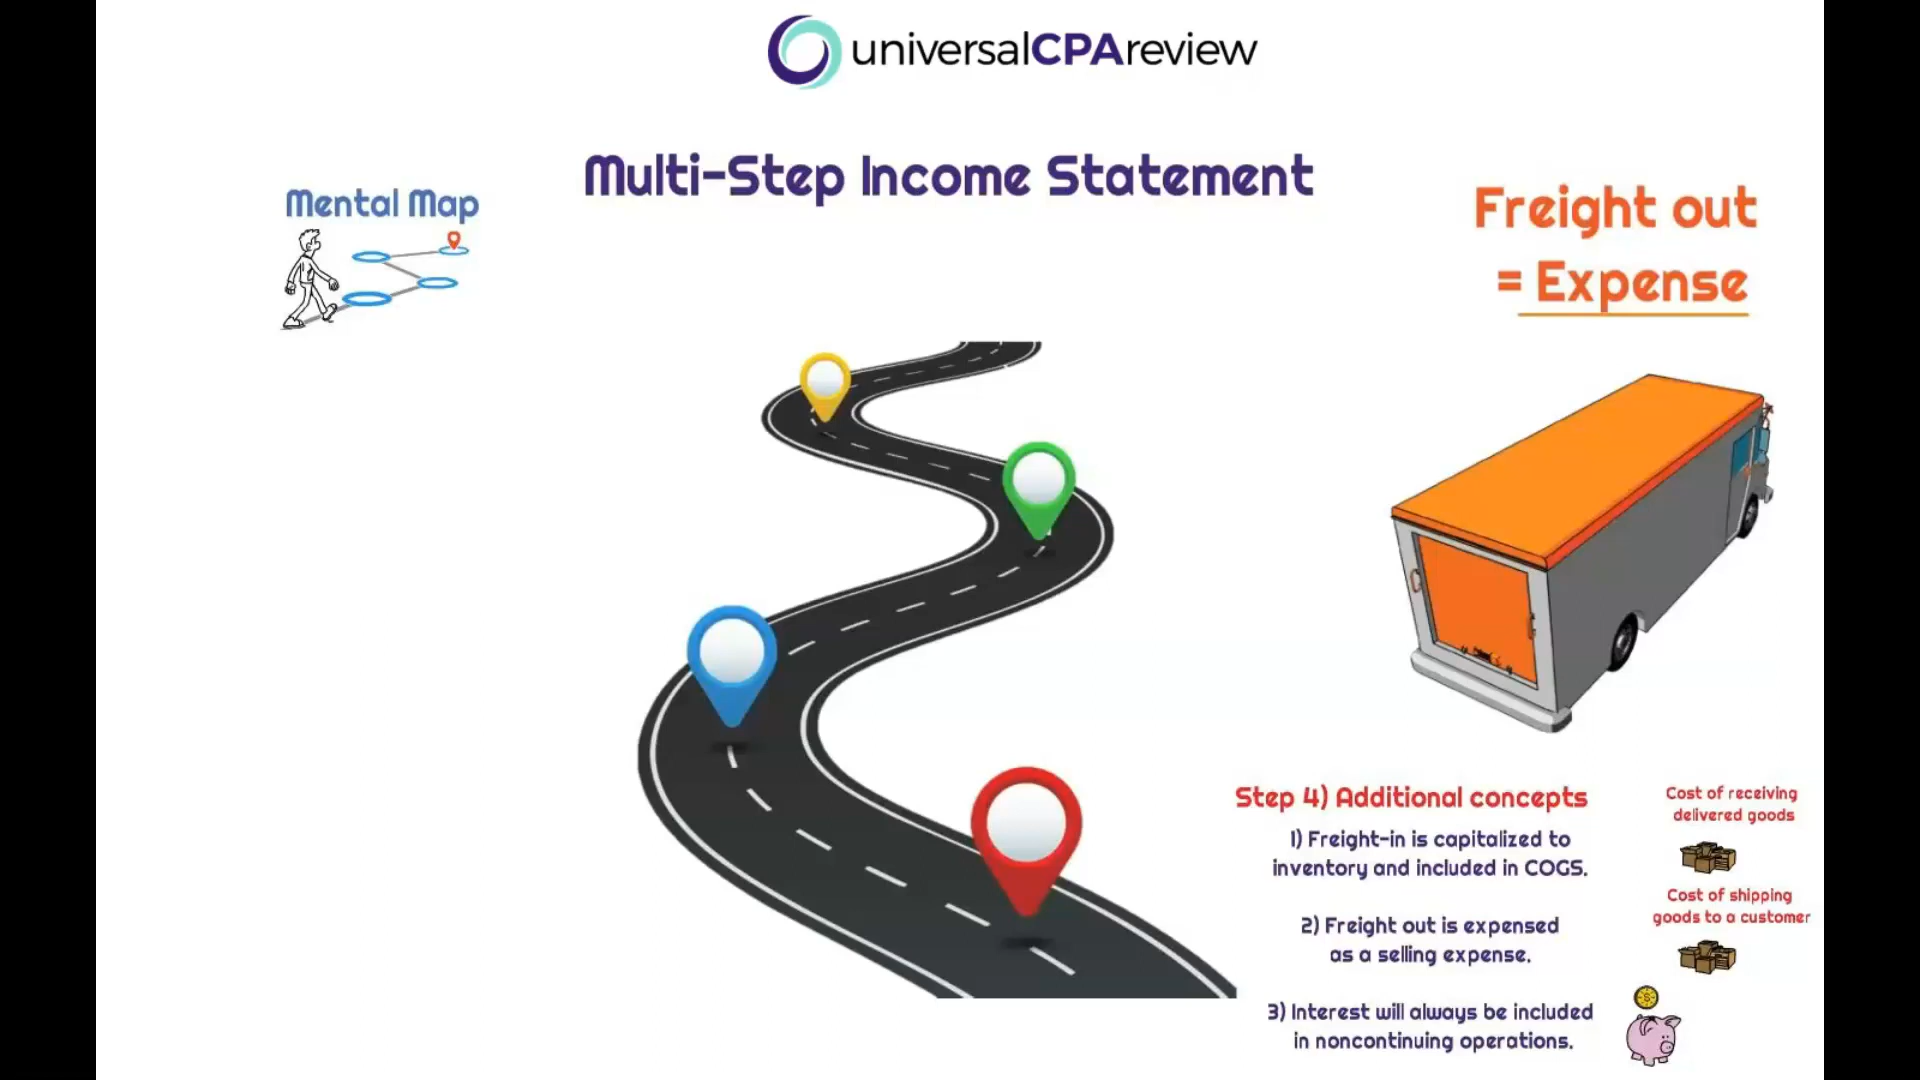 universalCPAreview
Multi-Step Income Statement
Mental Map
Freight out
= Expense
Step 4) Additional concepts
1) Freight-in is capitalized to
inventory and included in COGS.
Cost of receiving
delivered goods
2) Freight out is expensed
as a selling expense.
Cost of shipping
goods to a customer
3) Interest will always be included
in noncontinuing operations.